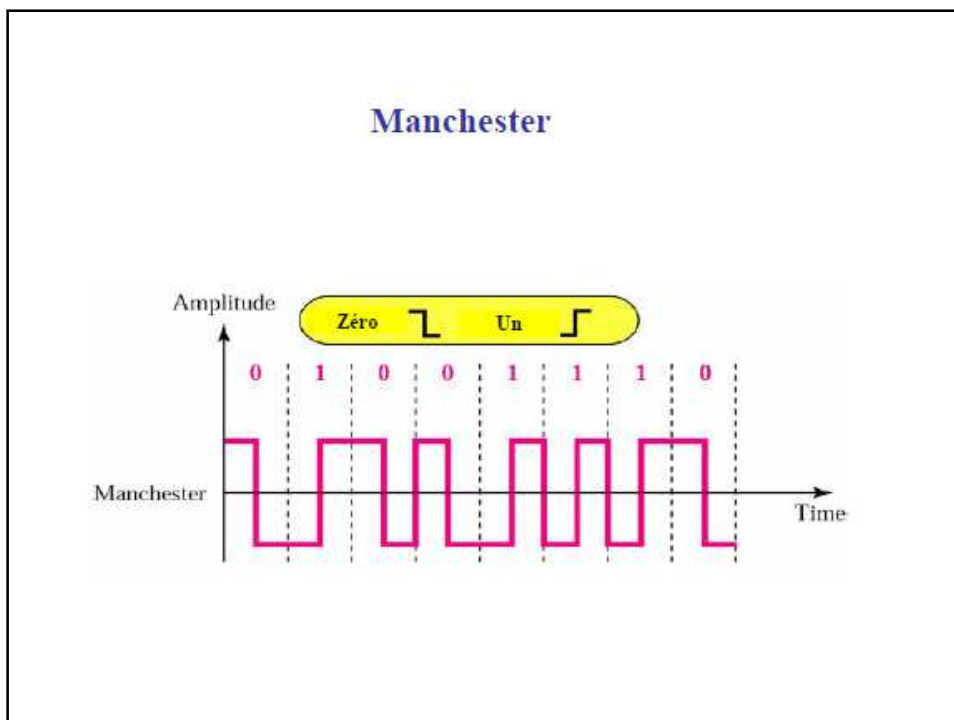 Manchester
Amplitude
Zéro Un
0 1 0 0 1 1 1 0
Manchester
Time